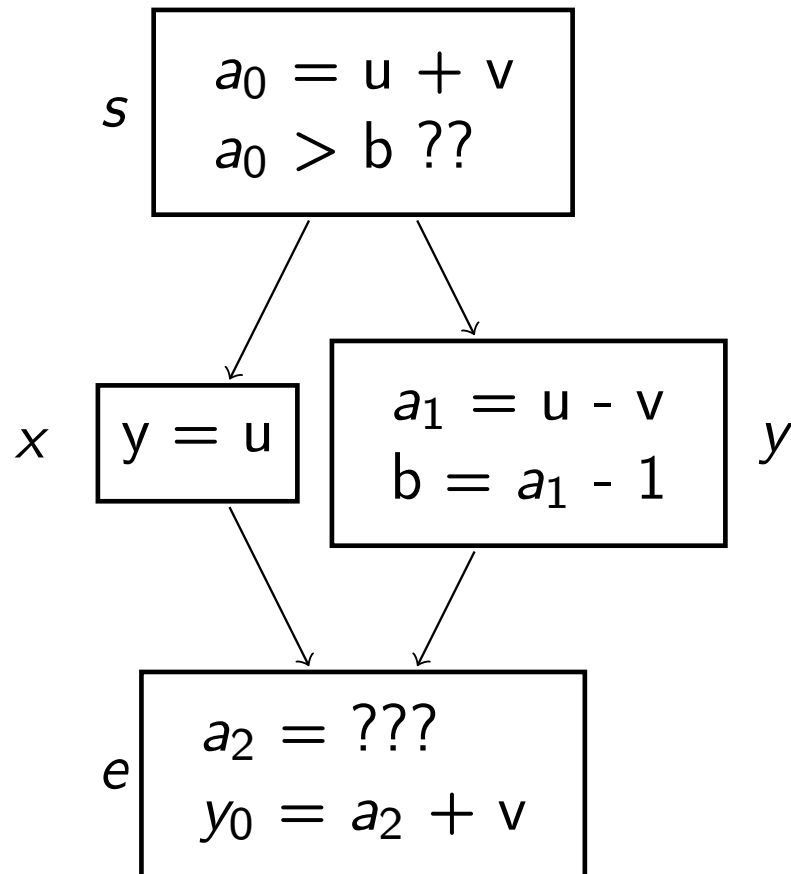 s
a₀ = u + v
a₀ > b ??
x
y = u
a₁ = u - v
b = a₁ - 1
y
e
a₂ = ???
y₀ = a₂ + v